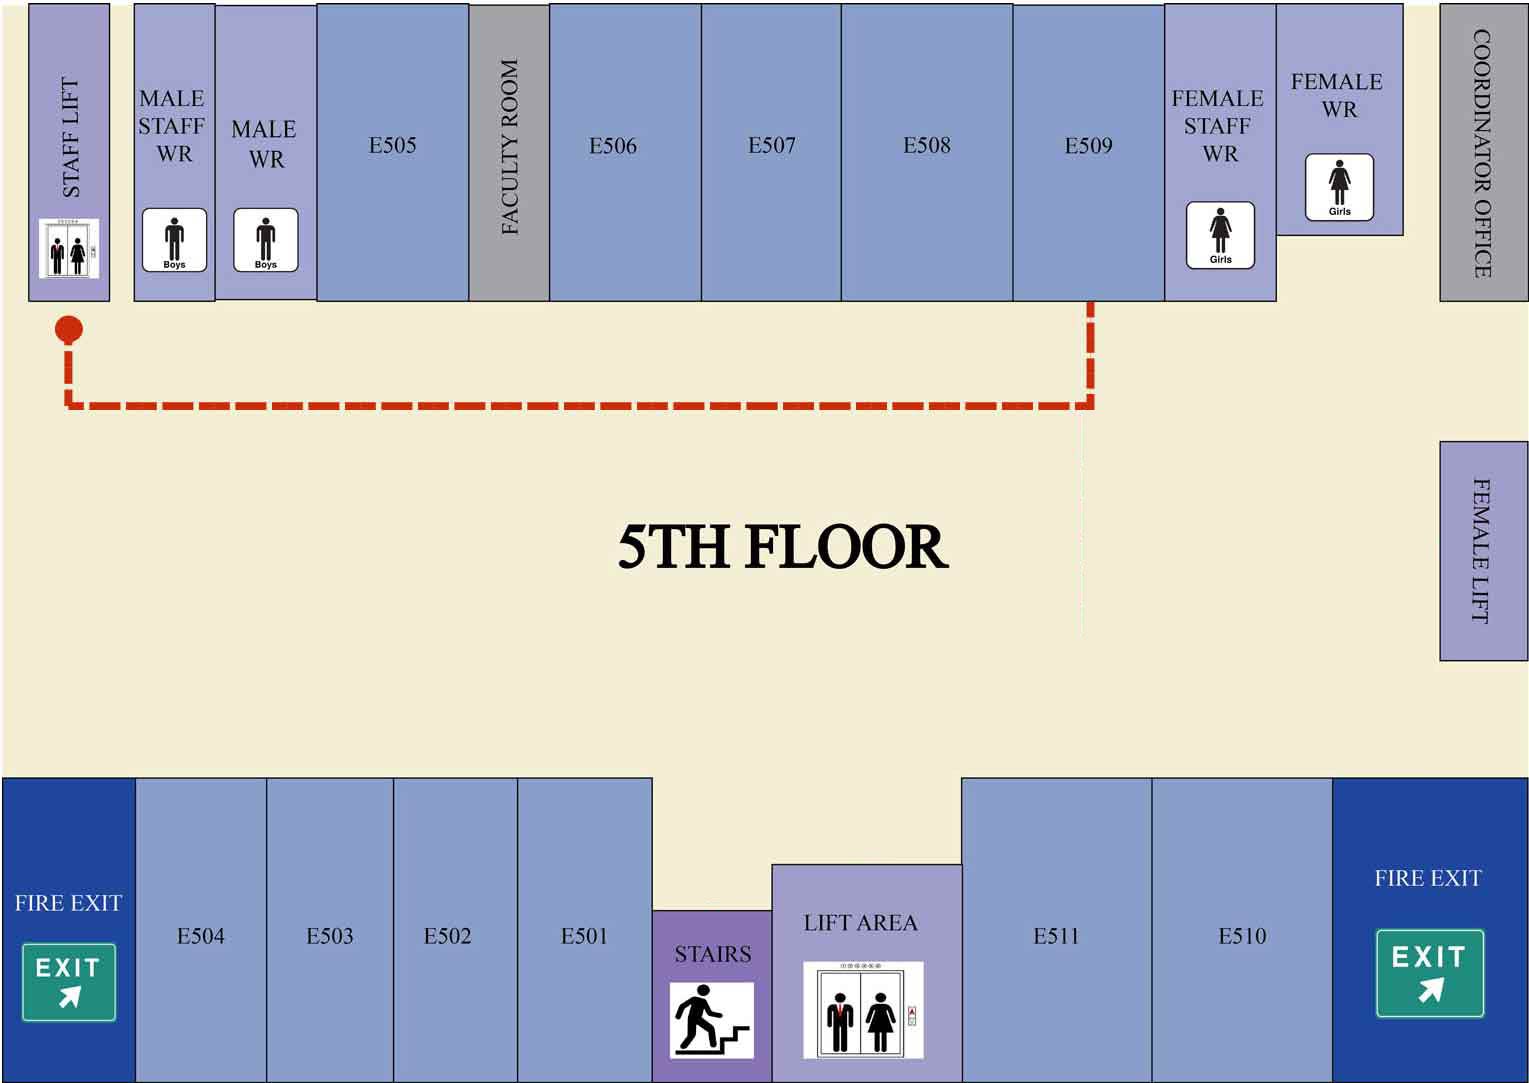 STAFF LIFT
MALE
STAFF
WR
Boys
MALE
WR
Boys
E505
FACULTY ROOM
E506
E507
E508
E509
FEMALE
STAFF
WR
Girls
FEMALE
WR
Girls
COORDINATOR OFFICE
5TH FLOOR
FEMALE LIFT
FIRE EXIT
EXIT
E504
E503
E502
E501
STAIRS
LIFT AREA
E511
E510
FIRE EXIT
EXIT